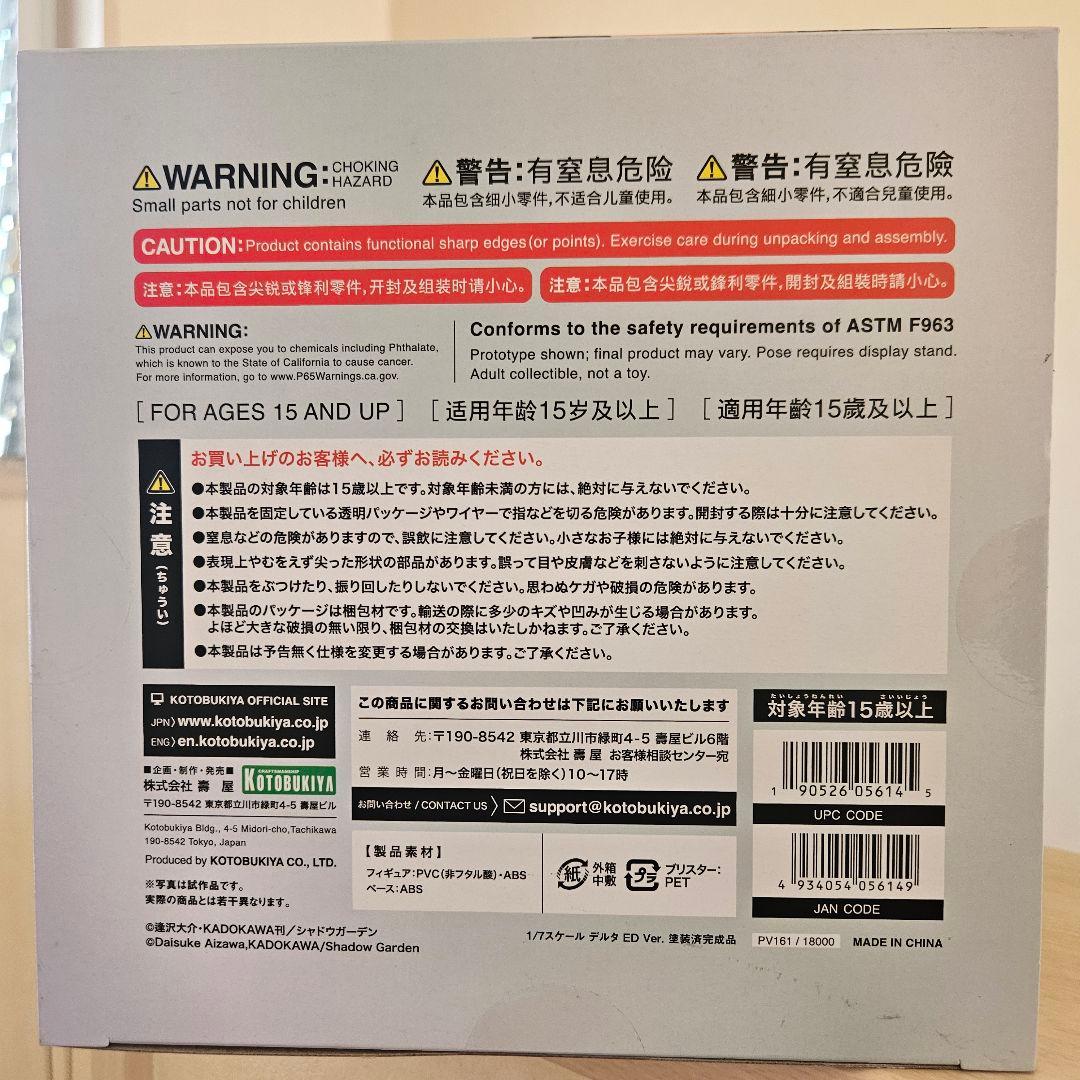 ⚠WARNING: CHOKING HAZARD
Small parts not for children
⚠警告:有窒息危险
本品包含细小零件,不适合儿童使用。
⚠警告:有窒息危險
本品包含細小零件,不適合兒童使用。
CAUTION: Product contains functional sharp edges (or points). Exercise care during unpacking and assembly.
注意:本品包含尖锐或锋利零件,开封及组装时请小心。
注意:本品包含尖銳或鋒利零件,開封及組裝時請小心。
⚠WARNING:
This product can expose you to chemicals including Phthalate,
which is known to the State of California to cause cancer.
For more information, go to www.P65Warnings.ca.gov.
Conforms to the safety requirements of ASTM F963
Prototype shown; final product may vary. Pose requires display stand.
Adult collectible, not a toy.
[FOR AGES 15 AND UP] [适用年龄15岁及以上] [適用年齡15歲及以上]
⚠注意(ちゅうい)
お買い上げのお客様へ、必ずお読みください。
●本製品の対象年齢は15歳以上です。対象年齢未満の方には、絶対に与えないでください。
●本製品を固定している透明パッケージやワイヤーで指などを切る危険があります。開封する際は十分に注意してください。
●窒息などの危険がありますので、誤飲に注意してください。小さなお子様には絶対に与えないでください。
●表現上やむをえず尖った形状の部品があります。誤って目や皮膚などを刺さないように注意してください。
●本製品をぶつけたり、振り回したりしないでください。思わぬケガや破損の危険があります。
●本製品のパッケージは梱包材です。輸送の際に多少のキズや凹みが生じる場合があります。
よほど大きな破損の無い限り、梱包材の交換はいたしかねます。ご了承ください。
●本製品は予告無く仕様を変更する場合があります。ご了承ください。
KOTOBUKIYA OFFICIAL SITE
JPN〉www.kotobukiya.co.jp
ENG〉en.kotobukiya.co.jp
■企画・制作・発売■
株式会社 壽 屋
CRAFTSMANSHIP
KOTOBUKIYA
〒190-8542 東京都立川市緑町4-5 壽屋ビル
Kotobukiya Bldg., 4-5 Midori-cho,Tachikawa
190-8542 Tokyo, Japan
Produced by KOTOBUKIYA CO., LTD.
※写真は試作品です。
実際の商品とは若干異なります。
©逢沢大介・KADOKAWA刊/シャドウガーデン
©Daisuke Aizawa,KADOKAWA/Shadow Garden
この商品に関するお問い合わせは下記にお願いいたします
連 絡 先:〒190-8542 東京都立川市緑町4-5 壽屋ビル6階
株式会社 壽 屋 お客様相談センター宛
営 業 時 間:月〜金曜日(祝日を除く)10〜17時
お問い合わせ / CONTACT US 〉 support@kotobukiya.co.jp
【製品素材】
フィギュア:PVC(非フタル酸)・ABS
ベース:ABS
紙 外箱 中敷
プラ ブリスター: PET
1/7スケール デルタ ED Ver. 塗装済完成品
たいしょうねんれい さいいじょう
対象年齢15歳以上
1 90526 05614 5
UPC CODE
4 934054 056149
JAN CODE
PV161 / 18000
MADE IN CHINA